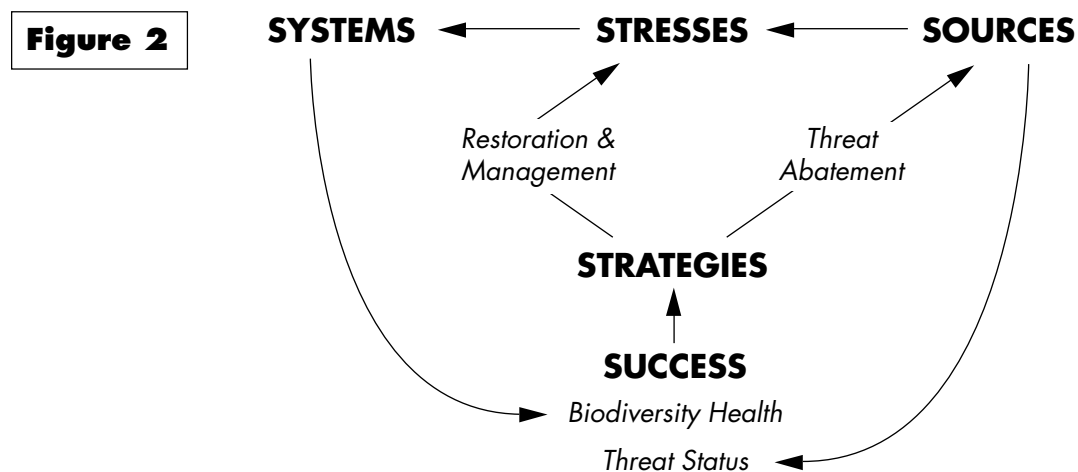 Figure 2
SYSTEMS STRESSES SOURCES
Restoration &
Management
Threat
Abatement
STRATEGIES
SUCCESS
Biodiversity Health
Threat Status